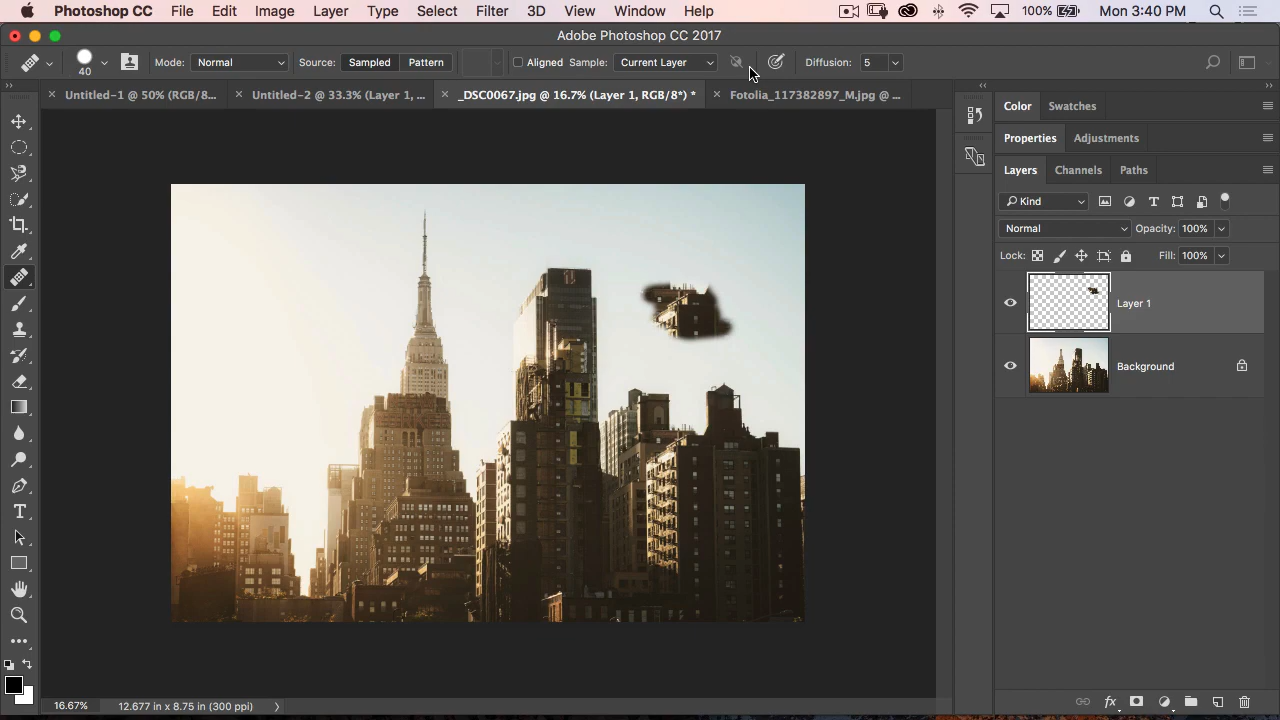 Photoshop CC File Edit Image Layer Type Select Filter 3D View Window Help 100% Mon 3:40 PM
Adobe Photoshop CC 2017
40 Mode: Normal Source: Sampled Pattern Aligned Sample: Current Layer Diffusion: 5
Untitled-1 @ 50% (RGB/8... Untitled-2 @ 33.3% (Layer 1, ... _DSC0067.jpg @ 16.7% (Layer 1, RGB/8*) * Fotolia_117382897_M.jpg @ ...
Color Swatches
Properties Adjustments
Layers Channels Paths
Kind
Normal Opacity: 100%
Lock: Fill: 100%
Layer 1
Background
16.67% 12.677 in x 8.75 in (300 ppi)